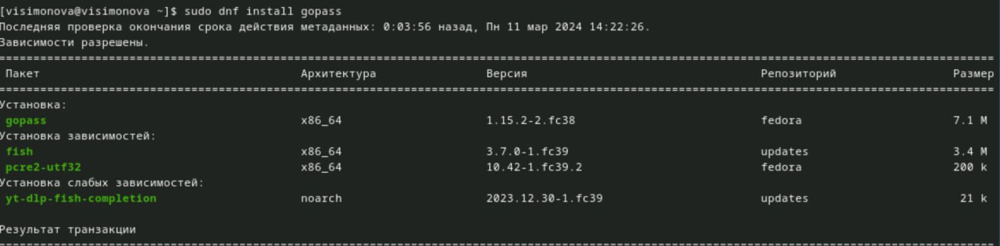 [visimonova@visimonova ~]$ sudo dnf install gopass
Последняя проверка окончания срока действия метаданных: 0:03:56 назад, Пн 11 мар 2024 14:22:26.
Зависимости разрешены.
Пакет Архитектура Версия Репозиторий Размер
Установка:
gopass x86_64 1.15.2-2.fc38 fedora 7.1 M
Установка зависимостей:
fish x86_64 3.7.0-1.fc39 updates 3.4 M
pcre2-utf32 x86_64 10.42-1.fc39.2 fedora 200 k
Установка слабых зависимостей:
yt-dlp-fish-completion noarch 2023.12.30-1.fc39 updates 21 k
Результат транзакции